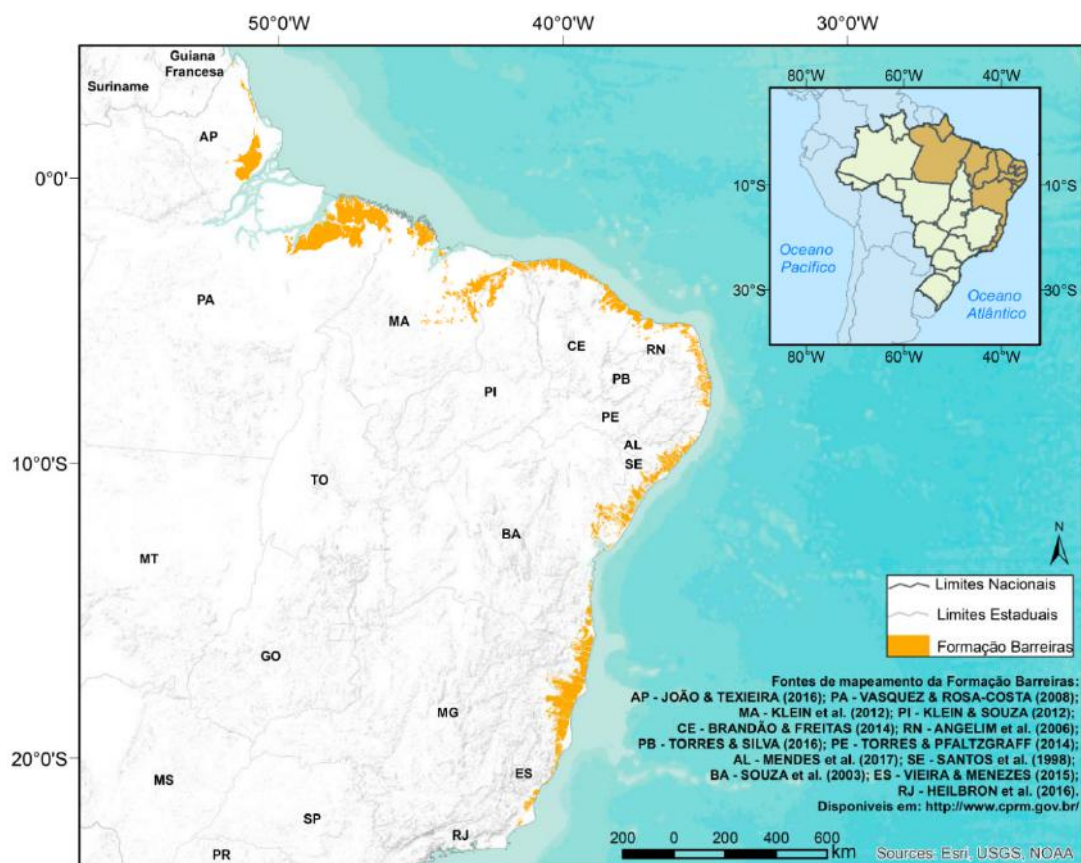 50°0'W 40°0'W 30°0'W
Guiana
Francesa
Suriname
AP
0°0'
PA
MA
CE
RN
PI
PB
PE
AL
SE
10°0'S
TO
BA
MT
GO
MG
20°0'S
MS
ES
SP
RJ
PR
80°W 60°W 40°W
10°S 10°S
Oceano
Pacífico
30°S 30°S
Oceano
Atlântico
80°W 60°W 40°W
N
Limites Nacionais
Limites Estaduais
Formação Barreiras
Fontes de mapeamento da Formação Barreiras:
AP - JOÃO & TEXIEIRA (2016); PA - VASQUEZ & ROSA-COSTA (2008);
MA - KLEIN et al. (2012); PI - KLEIN & SOUZA (2012);
CE - BRANDÃO & FREITAS (2014); RN - ANGELIM et al. (2006);
PB - TORRES & SILVA (2016); PE - TORRES & PFALTZGRAFF (2014);
AL - MENDES et al. (2017); SE - SANTOS et al. (1998);
BA - SOUZA et al. (2003); ES - VIEIRA & MENEZES (2015);
RJ - HEILBRON et al. (2016).
Disponíveis em: http://www.cprm.gov.br/
200 0 200 400 600
km
Sources: Esri, USGS, NOAA